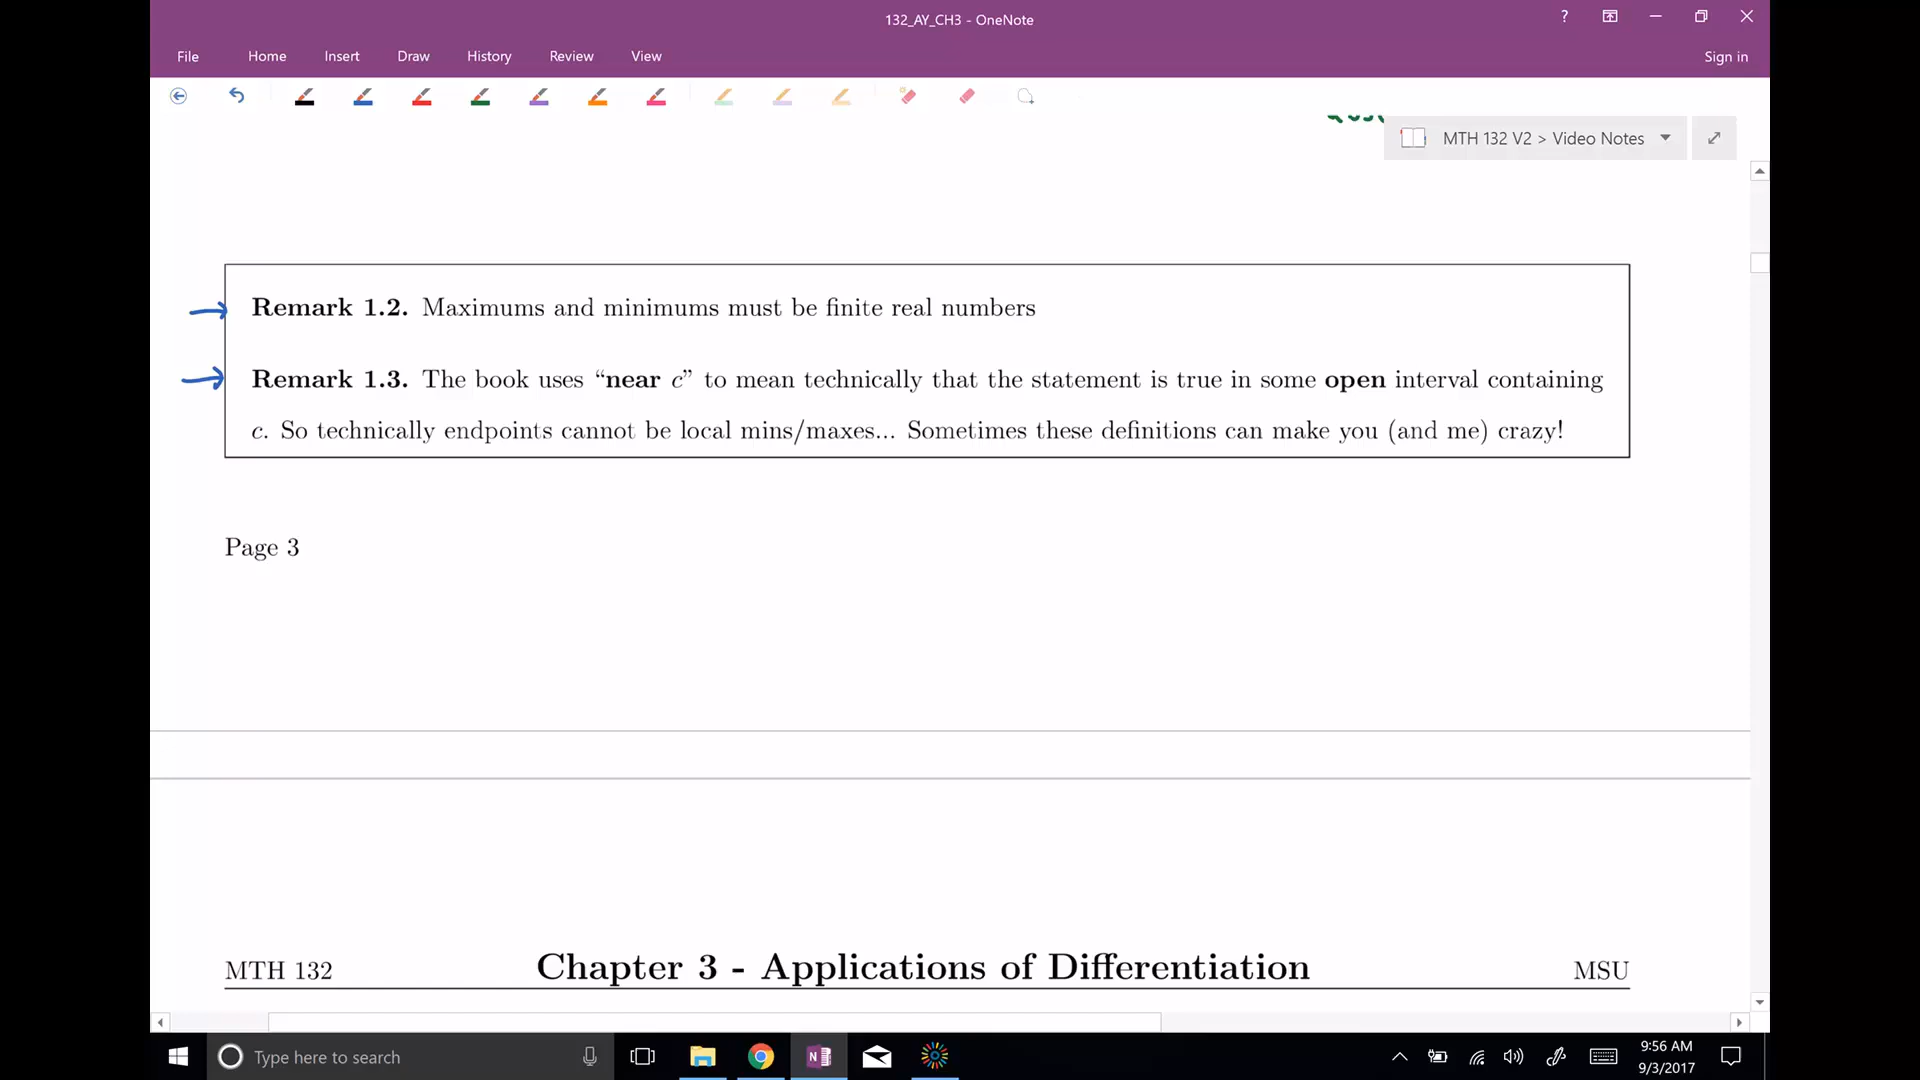 132_AY_CH3 - OneNote
?
File Home Insert Draw History Review View Sign in
MTH 132 V2 > Video Notes
Remark 1.2. Maximums and minimums must be finite real numbers
Remark 1.3. The book uses “near c” to mean technically that the statement is true in some open interval containing
c. So technically endpoints cannot be local mins/maxes... Sometimes these definitions can make you (and me) crazy!
Page 3
MTH 132 Chapter 3 - Applications of Differentiation MSU
Type here to search
N
9:56 AM
9/3/2017